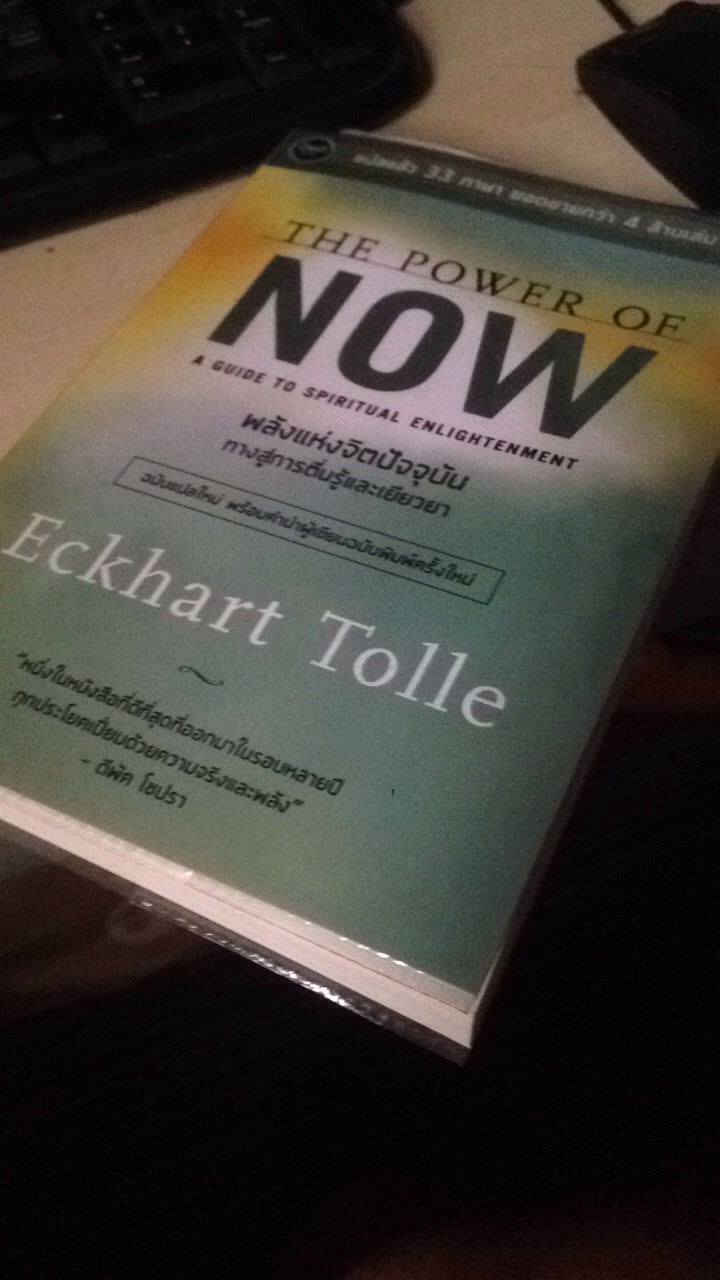 แปลแล้ว 33 ภาษา ยอดขายกว่า 4 ล้านเล่ม
THE POWER OF
NOW
A GUIDE TO SPIRITUAL ENLIGHTENMENT
พลังแห่งจิตปัจจุบัน
ทางสู่การตื่นรู้และเยียวยา
ฉบับแปลใหม่ พร้อมคำนำผู้เขียนฉบับพิมพ์ครั้งใหม่
Eckhart Tolle
“หนึ่งในหนังสือที่ดีที่สุดที่ออกมาในรอบหลายปี
ทุกประโยคเปี่ยมด้วยความจริงและพลัง”
- ดีพัค โชปรา